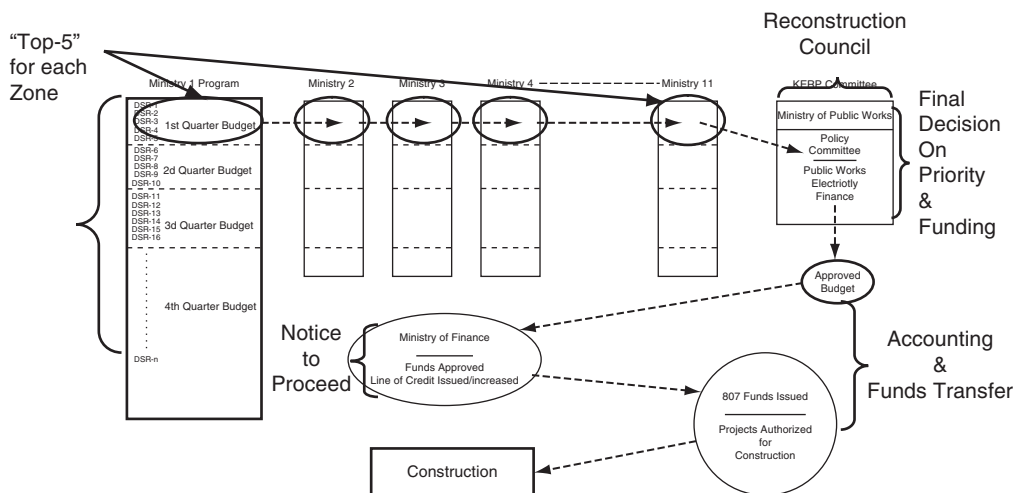 Reconstruction
Council
“Top-5”
for each
Zone
Ministry 1 Program
Ministry 2
Ministry 3
Ministry 4
Ministry 11
KERP Committee
DSR-1
DSR-2
DSR-3
DSR-4
DSR-5
1st Quarter Budget
DSR-6
DSR-7
DSR-8
DSR-9
DSR-10
2d Quarter Budget
DSR-11
DSR-12
DSR-13
DSR-14
DSR-15
DSR-16
3d Quarter Budget
4th Quarter Budget
DSR-n
Ministry of Public Works
Policy
Committee
Public Works
Electriotly
Finance
Final
Decision
On
Priority
&
Funding
Approved
Budget
Notice
to
Proceed
Ministry of Finance
Funds Approved
Line of Credit Issued/increased
Accounting
&
Funds Transfer
807 Funds Issued
Projects Authorized
for
Construction
Construction